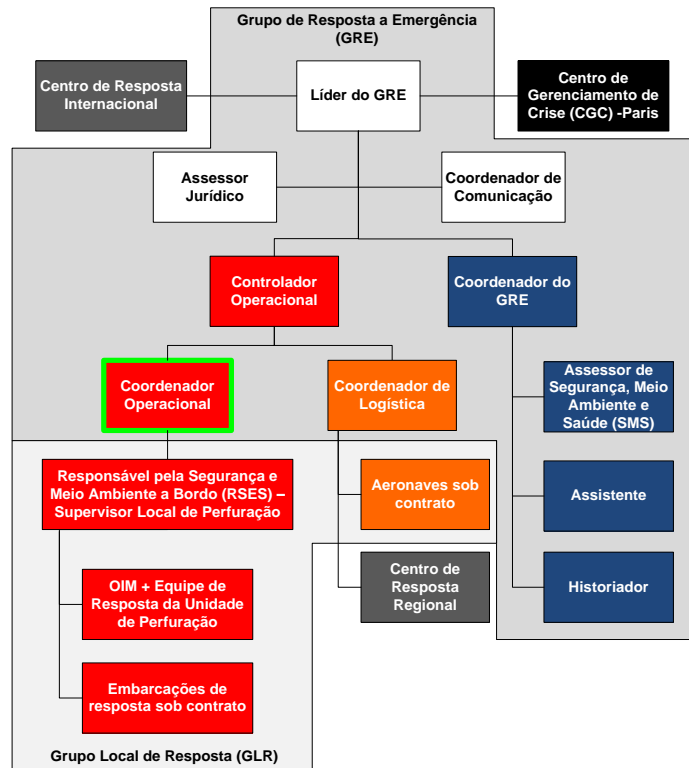 Grupo de Resposta a Emergência
(GRE)
Centro de Resposta
Internacional
Líder do GRE
Centro de
Gerenciamento de
Crise (CGC) -Paris
Assessor
Jurídico
Coordenador de
Comunicação
Controlador
Operacional
Coordenador do
GRE
Coordenador
Operacional
Coordenador de
Logística
Assessor de
Segurança, Meio
Ambiente e
Saúde (SMS)
Responsável pela Segurança e
Meio Ambiente a Bordo (RSES) –
Supervisor Local de Perfuração
Aeronaves sob
contrato
Assistente
OIM + Equipe de
Resposta da Unidade
de Perfuração
Centro de
Resposta
Regional
Historiador
Embarcações de
resposta sob contrato
Grupo Local de Resposta (GLR)